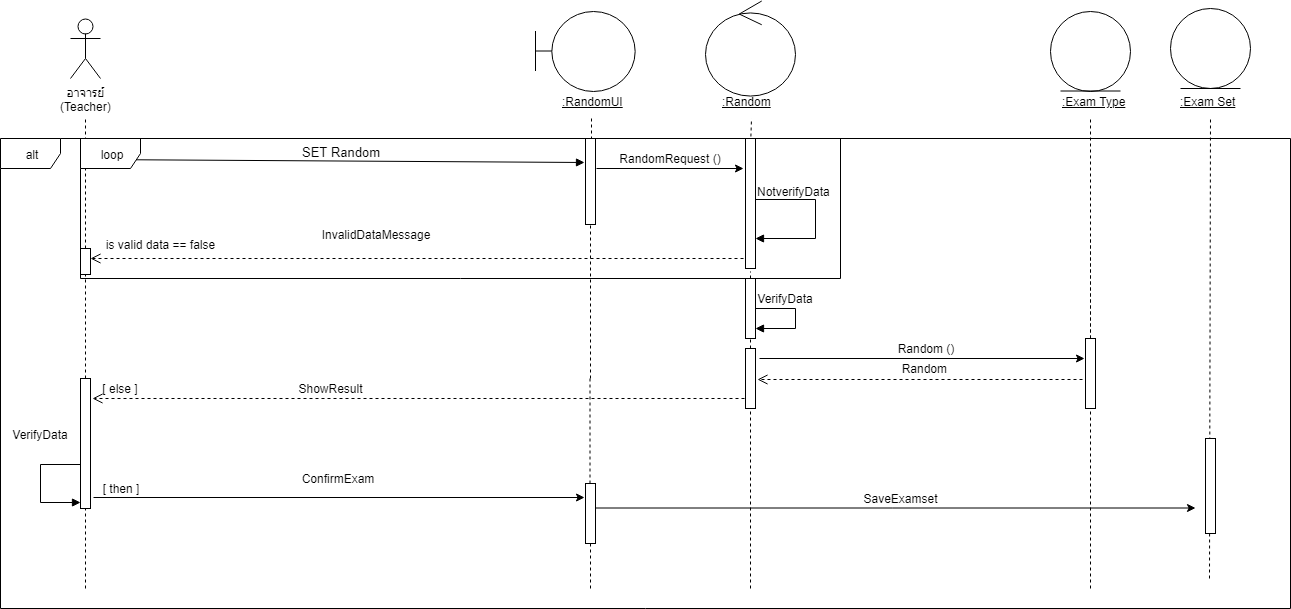 อาจารย์
(Teacher)
:RandomUI
:Random
:Exam Type
:Exam Set
alt
loop
SET Random
RandomRequest ()
NotverifyData
InvalidDataMessage
is valid data == false
VerifyData
Random ()
Random
[ else ]
ShowResult
VerifyData
[ then ]
ConfirmExam
SaveExamset